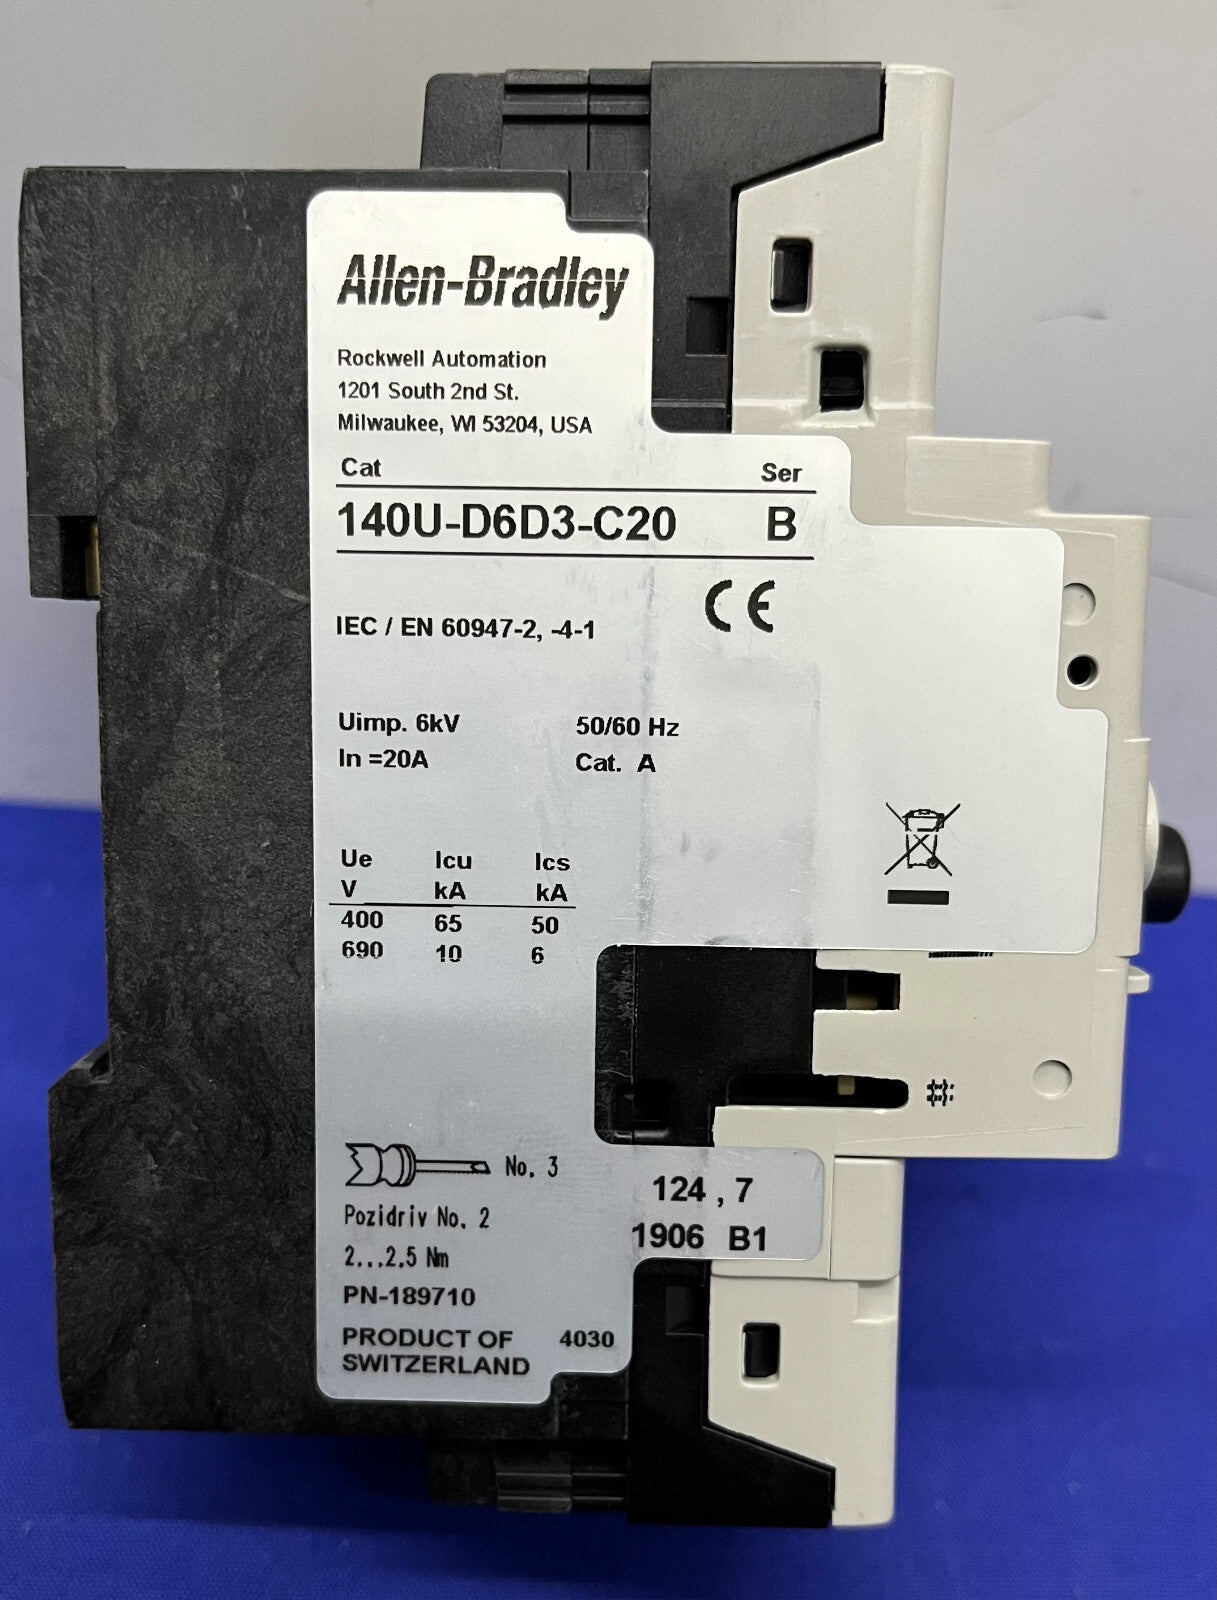 Allen-Bradley
Rockwell Automation
1201 South 2nd St.
Milwaukee, WI 53204, USA
Cat Ser
140U-D6D3-C20 B
CE
IEC / EN 60947-2, -4-1
Uimp. 6kV 50/60 Hz
In =20A Cat. A
Ue Icu Ics
V kA kA
400 65 50
690 10 6
No. 3
Pozidriv No. 2
2...2.5 Nm
124 , 7
1906 B1
PN-189710
PRODUCT OF 4030
SWITZERLAND